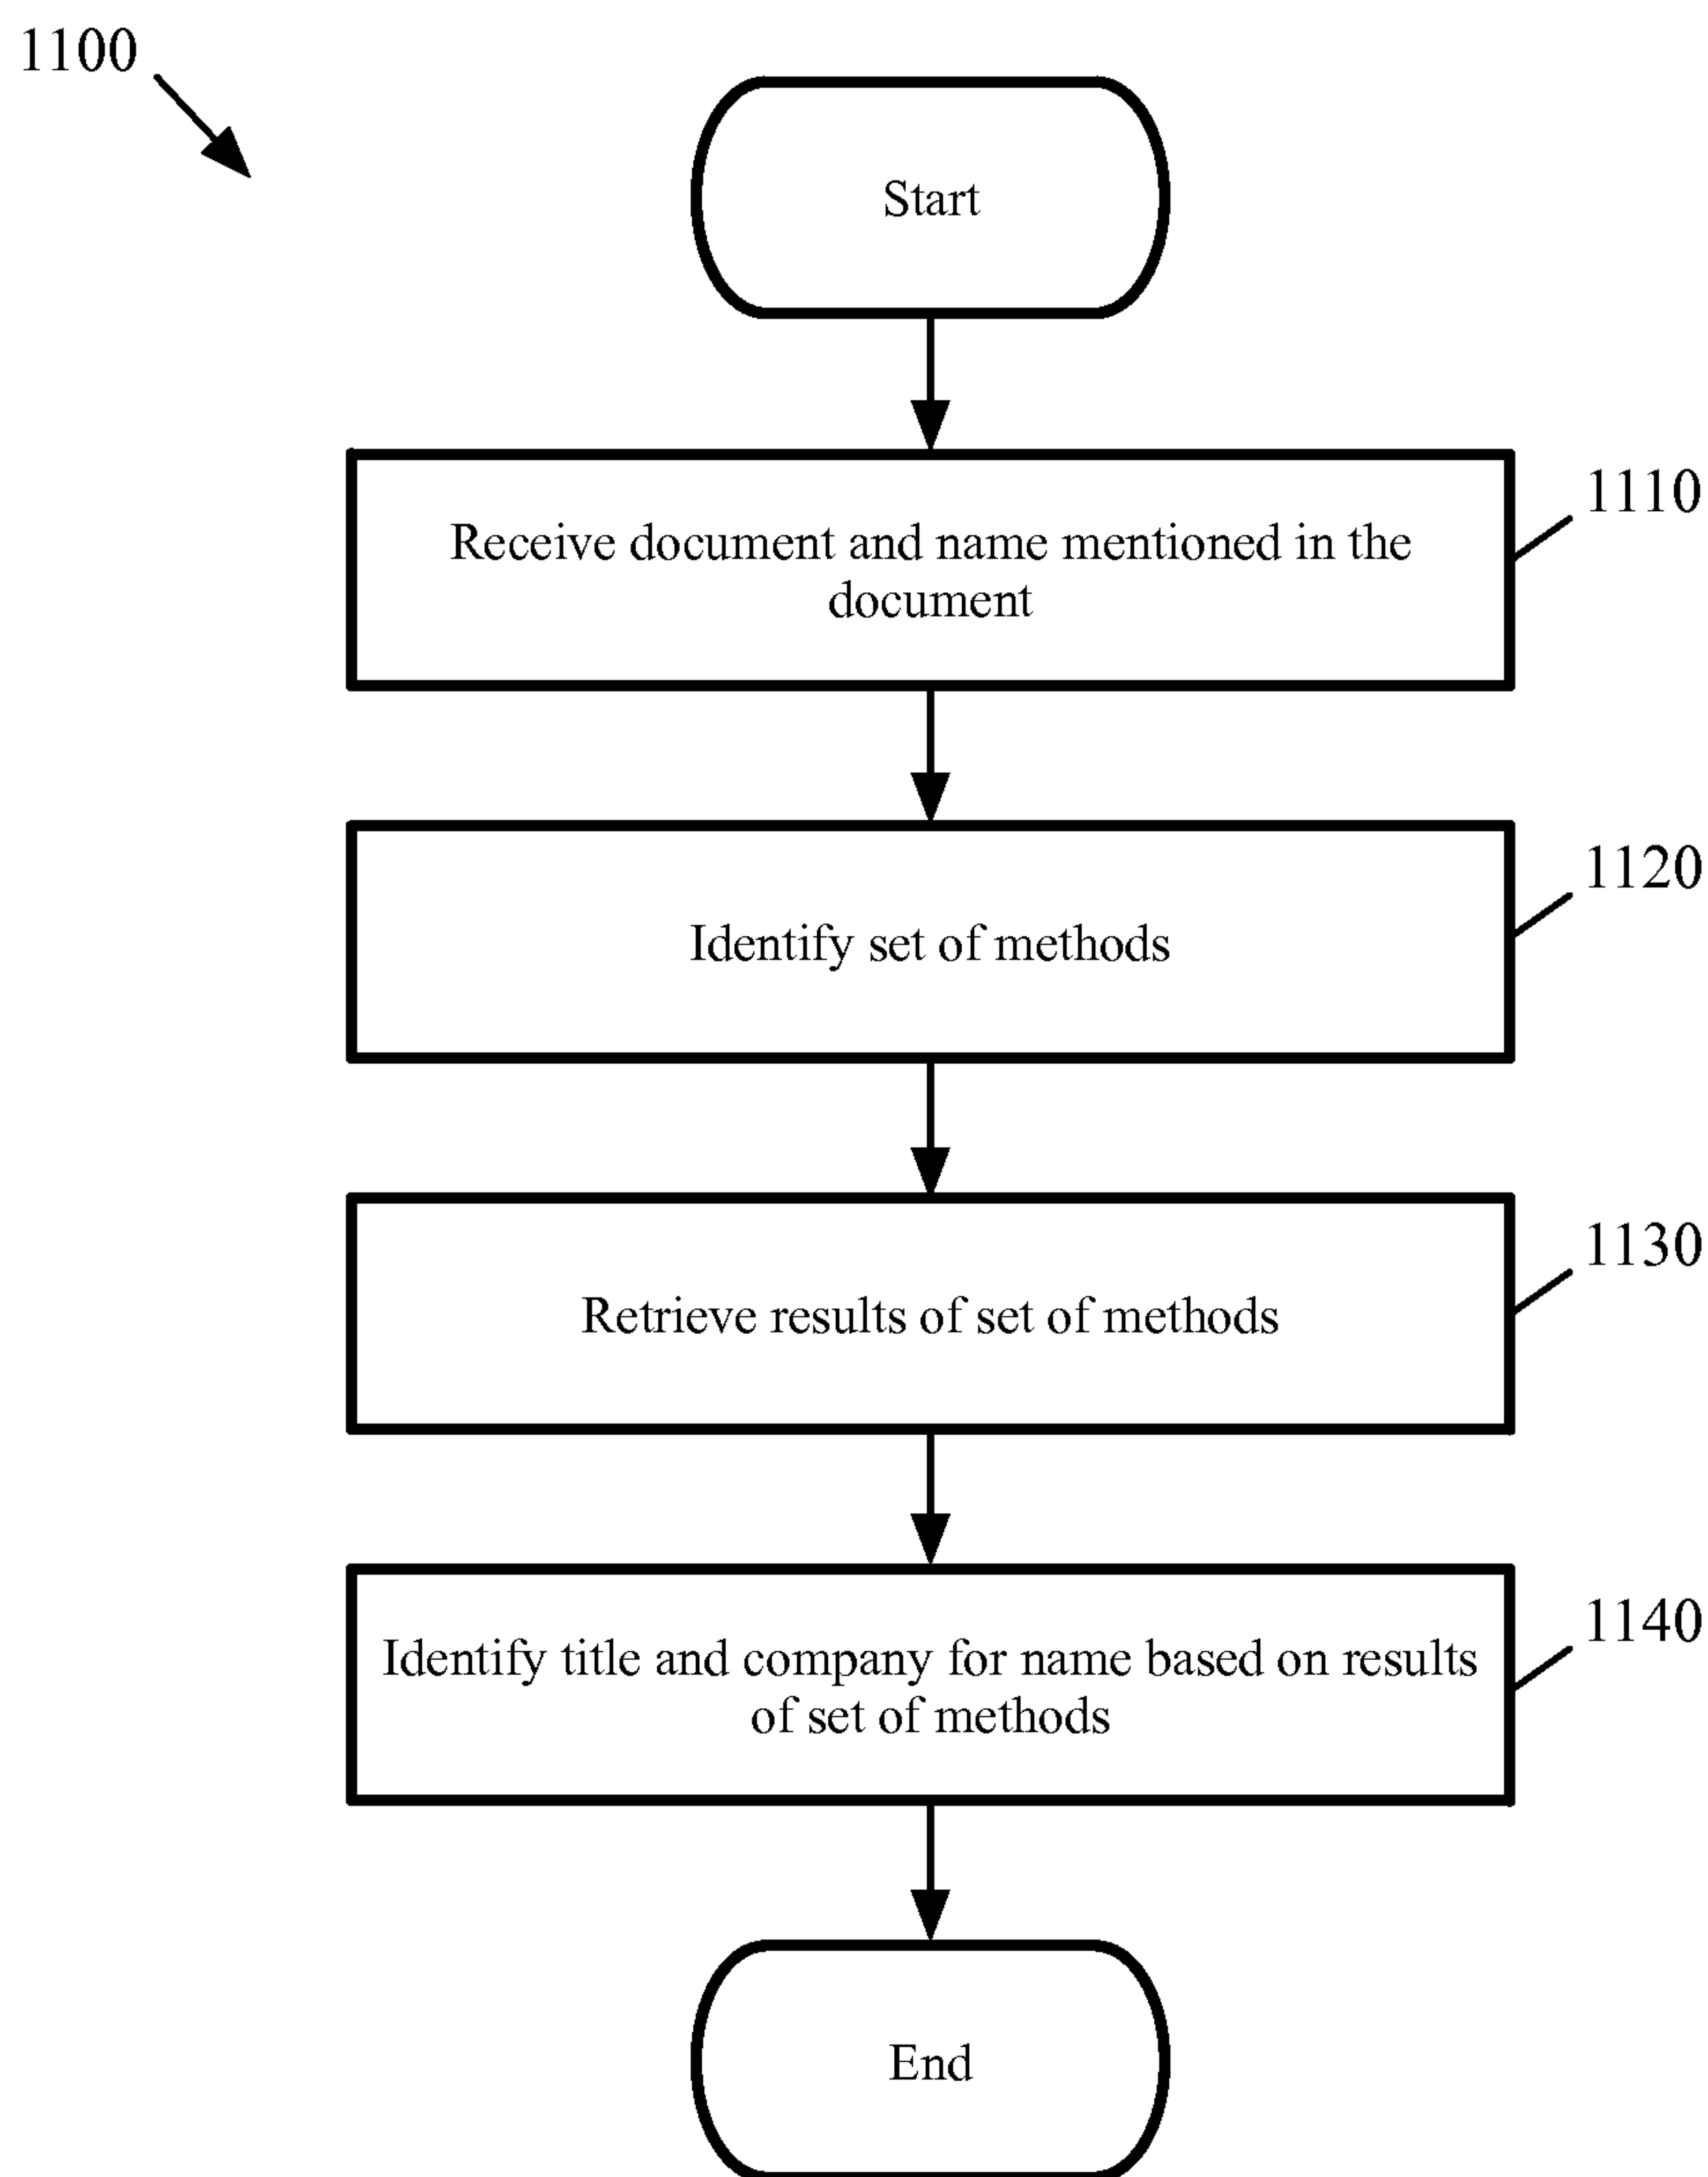 1100
Start
Receive document and name mentioned in the
document
1110
Identify set of methods
1120
Retrieve results of set of methods
1130
Identify title and company for name based on results
of set of methods
1140
End